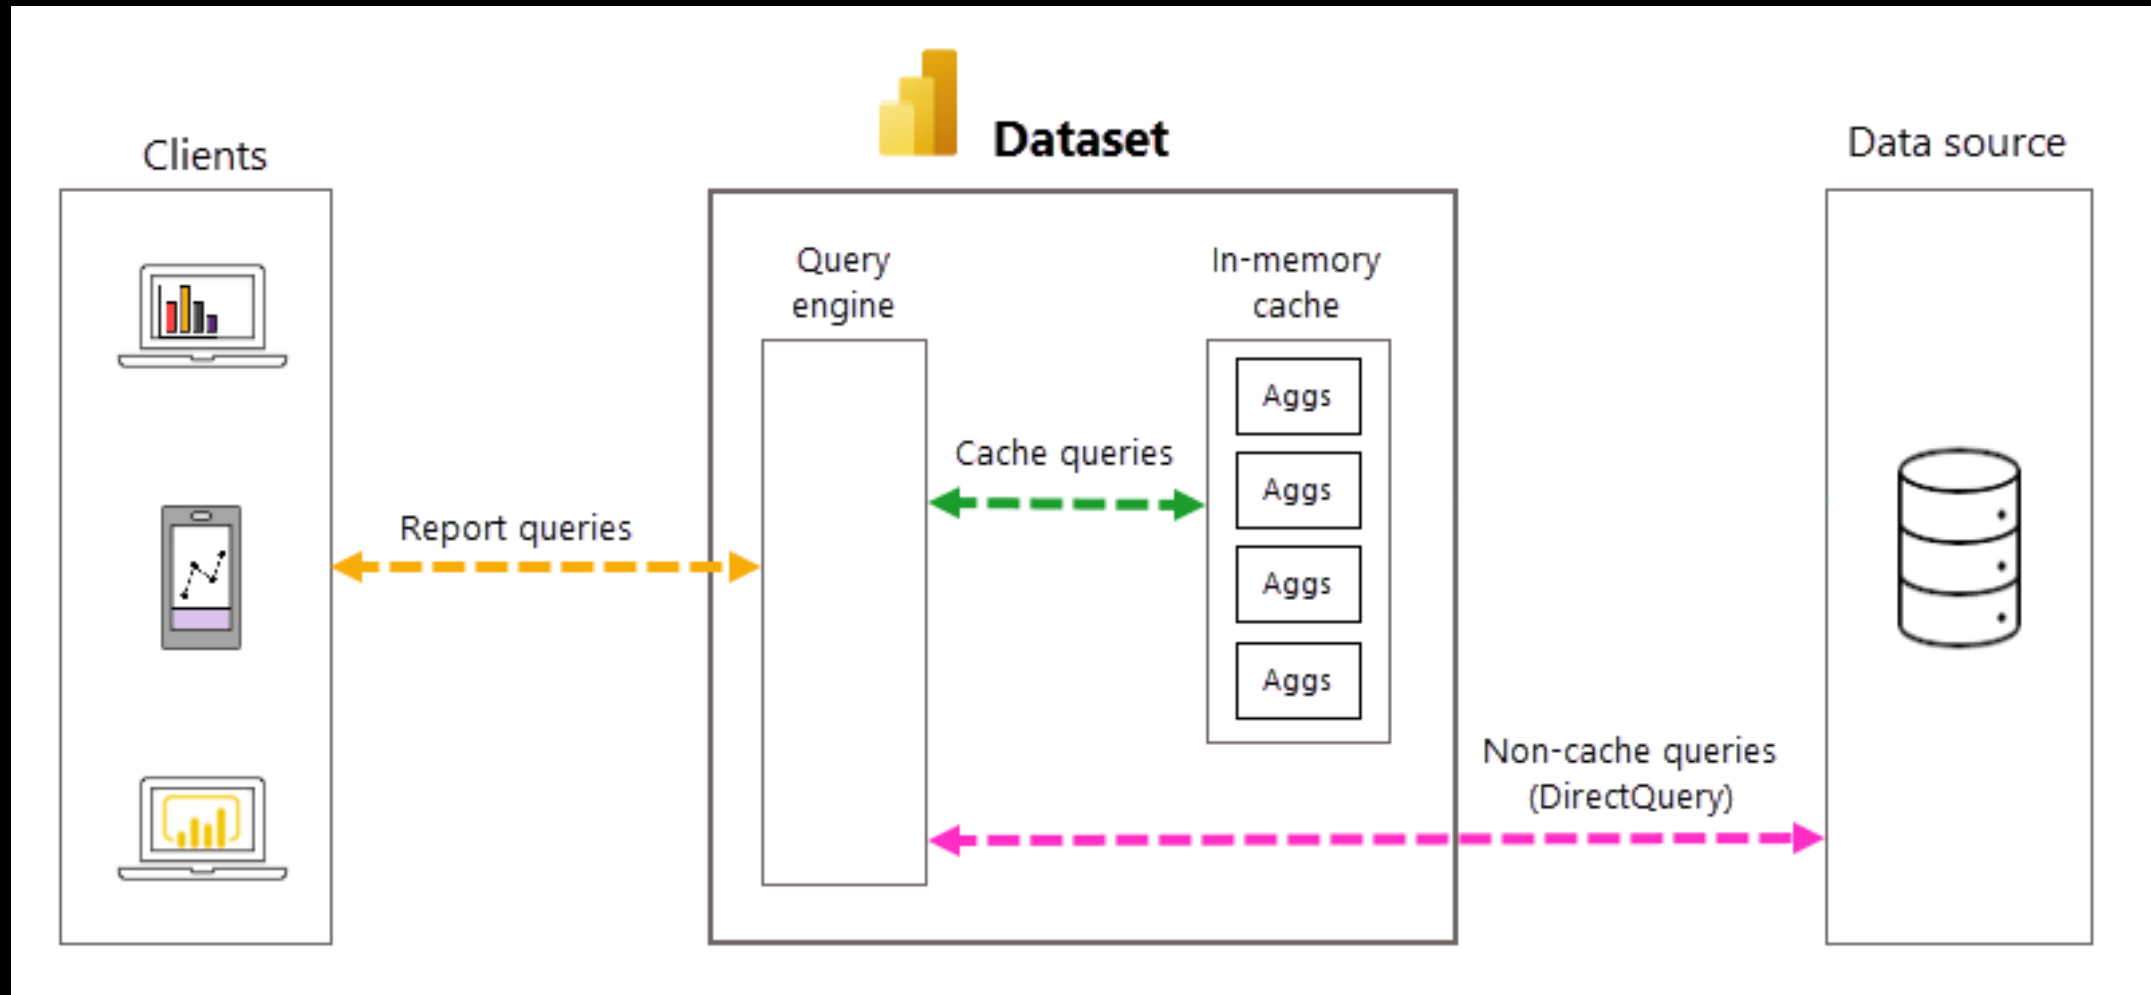 Clients
Dataset
Data source
Query
engine
In-memory
cache
Aggs
Aggs
Aggs
Aggs
Cache queries
Report queries
Non-cache queries
(DirectQuery)